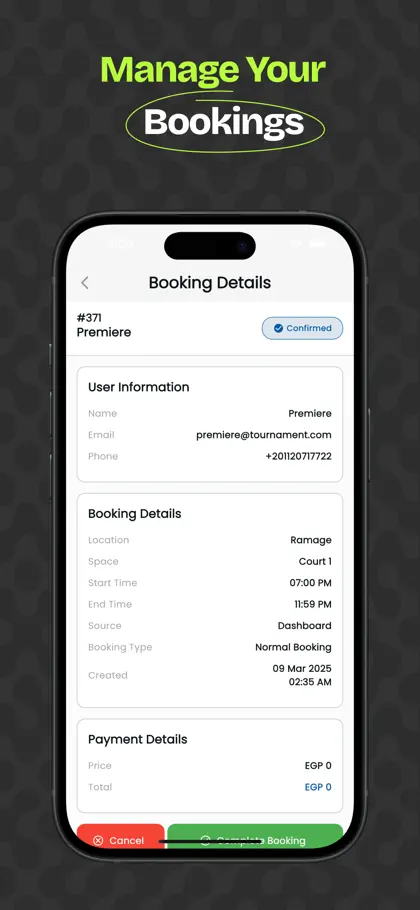 Manage Your
Bookings
Booking Details
#371
Premiere
Confirmed
User Information
Name Premiere
Email premiere@tournament.com
Phone +201120717722
Booking Details
Location Ramage
Space Court 1
Start Time 07:00 PM
End Time 11:59 PM
Source Dashboard
Booking Type Normal Booking
Created 09 Mar 2025
02:35 AM
Payment Details
Price EGP 0
Total EGP 0
Cancel Complete Booking